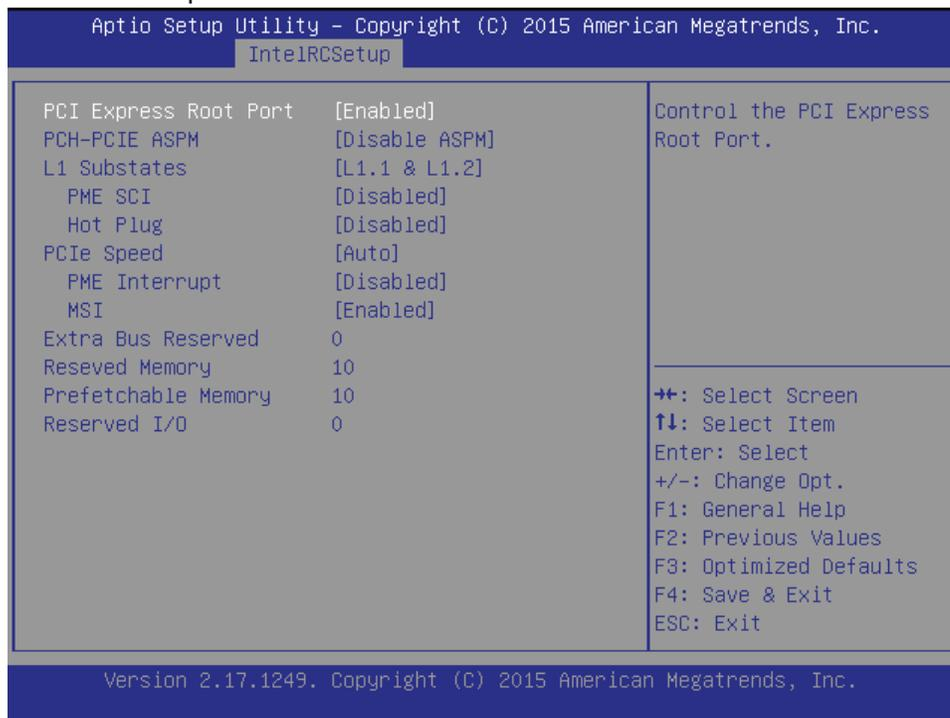 Aptio Setup Utility – Copyright (C) 2015 American Megatrends, Inc.
IntelRCSetup
PCI Express Root Port [Enabled]
PCH-PCIE ASPM [Disable ASPM]
L1 Substates [L1.1 & L1.2]
PME SCI [Disabled]
Hot Plug [Disabled]
PCIe Speed [Auto]
PME Interrupt [Disabled]
MSI [Enabled]
Extra Bus Reserved 0
Reseved Memory 10
Prefetchable Memory 10
Reserved I/O 0
Control the PCI Express
Root Port.
→←: Select Screen
↑↓: Select Item
Enter: Select
+/-: Change Opt.
F1: General Help
F2: Previous Values
F3: Optimized Defaults
F4: Save & Exit
ESC: Exit
Version 2.17.1249. Copyright (C) 2015 American Megatrends, Inc.